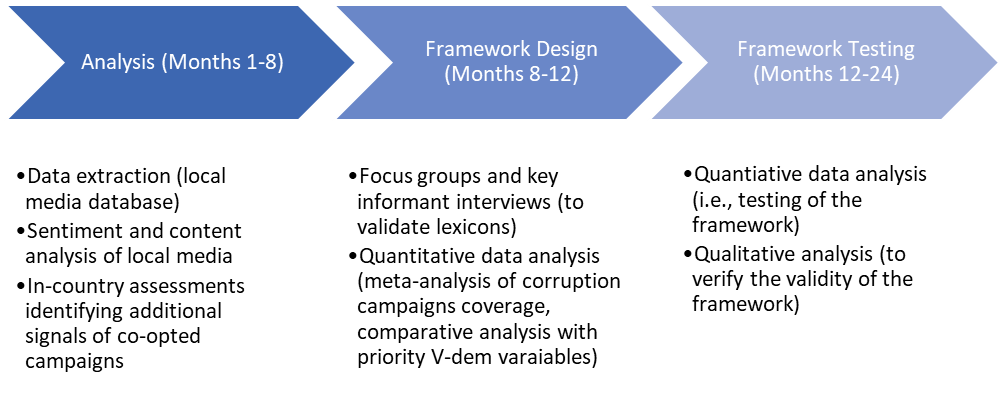 Analysis (Months 1-8)
Framework Design
(Months 8-12)
Framework Testing
(Months 12-24)
•Data extraction (local
media database)
•Sentiment and content
analysis of local media
•In-country assessments
identifying additional
signals of co-opted
campaigns
•Focus groups and key
informant interviews (to
validate lexicons)
•Quantitative data analysis
(meta-analysis of corruption
campaigns coverage,
comparative analysis with
priority V-dem varaiables)
•Quantiative data analysis
(i.e., testing of the
framework)
•Qualitative analysis (to
verify the validity of the
framework)